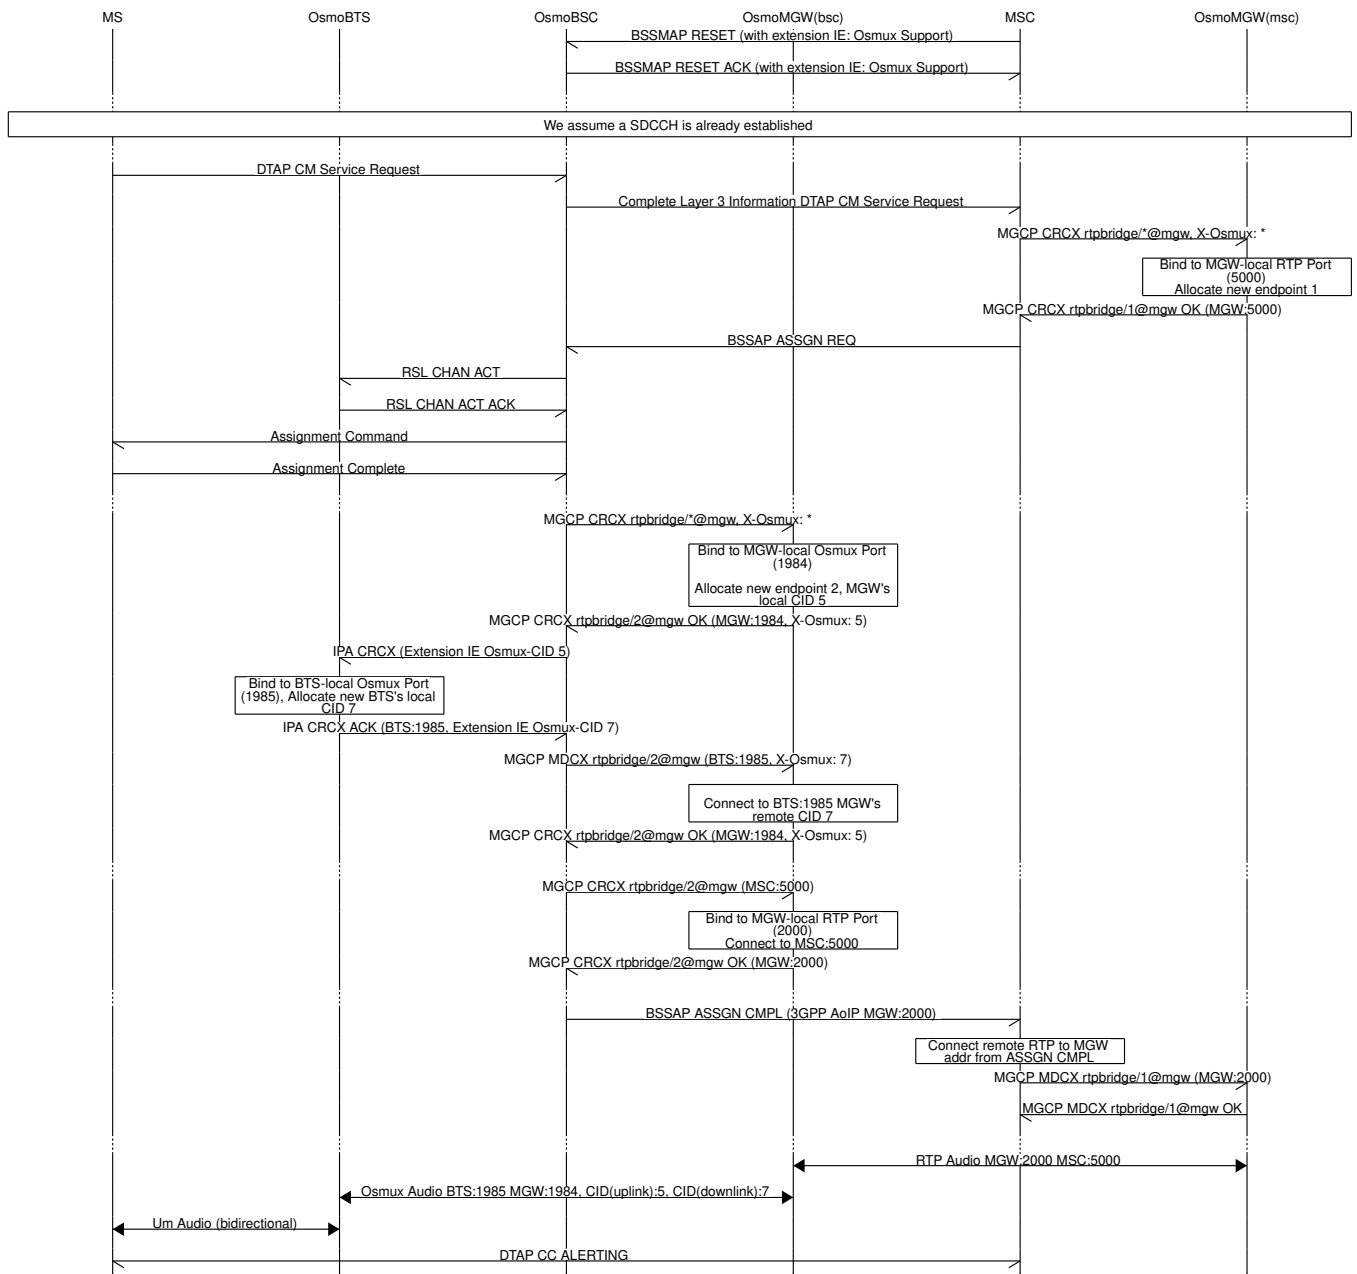 MS OsmoBTS OsmoBSC OsmoMGW(bsc) MSC OsmoMGW(msc)
BSSMAP RESET (with extension IE: Osmux Support)
BSSMAP RESET ACK (with extension IE: Osmux Support)
We assume a SDCCH is already established
DTAP CM Service Request
Complete Layer 3 Information DTAP CM Service Request
MGCP CRCX rtpbridge/*@mgw, X-Osmux: *
Bind to MGW-local RTP Port
(5000)
Allocate new endpoint 1
MGCP CRCX rtpbridge/1@mgw OK (MGW:5000)
BSSAP ASSGN REQ
RSL CHAN ACT
RSL CHAN ACT ACK
Assignment Command
Assignment Complete
MGCP CRCX rtpbridge/*@mgw, X-Osmux: *
Bind to MGW-local Osmux Port
(1984)
Allocate new endpoint 2, MGW's
local CID 5
MGCP CRCX rtpbridge/2@mgw OK (MGW:1984, X-Osmux: 5)
IPA CRCX (Extension IE Osmux-CID 5)
Bind to BTS-local Osmux Port
(1985), Allocate new BTS's local
CID 7
IPA CRCX ACK (BTS:1985, Extension IE Osmux-CID 7)
MGCP MDCX rtpbridge/2@mgw (BTS:1985, X-Osmux: 7)
Connect to BTS:1985 MGW's
remote CID 7
MGCP CRCX rtpbridge/2@mgw OK (MGW:1984, X-Osmux: 5)
MGCP CRCX rtpbridge/2@mgw (MSC:5000)
Bind to MGW-local RTP Port
(2000)
Connect to MSC:5000
MGCP CRCX rtpbridge/2@mgw OK (MGW:2000)
BSSAP ASSGN CMPL (3GPP AoIP MGW:2000)
Connect remote RTP to MGW
addr from ASSGN CMPL
MGCP MDCX rtpbridge/1@mgw (MGW:2000)
MGCP MDCX rtpbridge/1@mgw OK
RTP Audio MGW:2000 MSC:5000
Osmux Audio BTS:1985 MGW:1984, CID(uplink):5, CID(downlink):7
Um Audio (bidirectional)
DTAP CC ALERTING